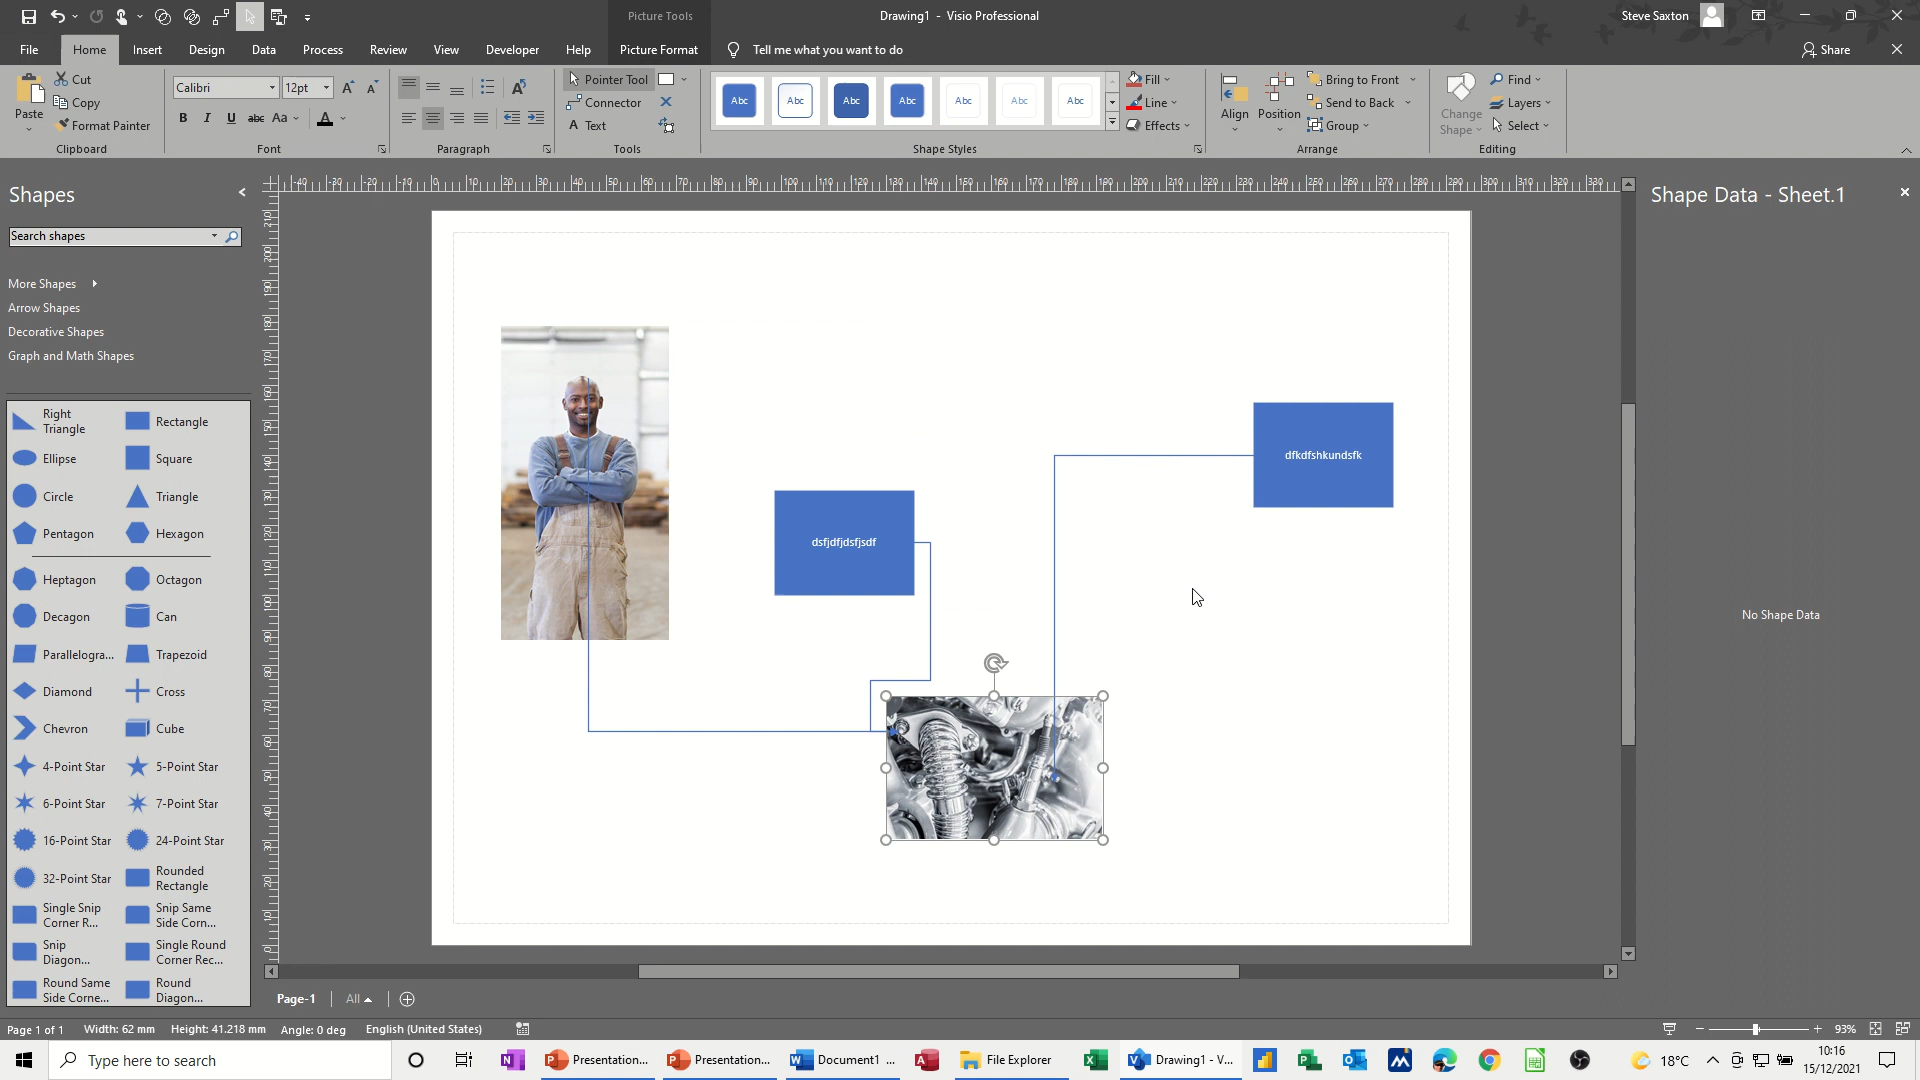 Picture Tools
Drawing1 - Visio Professional
Steve Saxton
File
Home
Insert
Design
Data
Process
Review
View
Developer
Help
Picture Format
Tell me what you want to do
Share
Paste
Cut
Copy
Format Painter
Clipboard
Calibri
12pt
B I U abc Aa A
Font
Paragraph
Pointer Tool
Connector
A Text
Tools
Abc Abc Abc Abc Abc Abc Abc
Shape Styles
Fill
Line
Effects
Align
Position
Bring to Front
Send to Back
Group
Arrange
Change
Shape
Find
Layers
Select
Editing
Shapes
Search shapes
More Shapes
Arrow Shapes
Decorative Shapes
Graph and Math Shapes
Right
Triangle
Rectangle
Ellipse
Square
Circle
Triangle
Pentagon
Hexagon
Heptagon
Octagon
Decagon
Can
Parallelogra...
Trapezoid
Diamond
Cross
Chevron
Cube
4-Point Star
5-Point Star
6-Point Star
7-Point Star
16-Point Star
24-Point Star
32-Point Star
Rounded
Rectangle
Single Snip
Corner R...
Snip Same
Side Corn...
Snip
Diagon...
Single Round
Corner Rec...
Round Same
Side Corne...
Round
Diagon...
dsfjdfjdsfjsdf
dfkdfshkundsfk
Shape Data - Sheet.1
No Shape Data
Page-1
All
Page 1 of 1
Width: 62 mm
Height: 41.218 mm
Angle: 0 deg
English (United States)
93%
Type here to search
Presentation...
Presentation...
Document1 ...
File Explorer
Drawing1 - V...
18°C
10:16
15/12/2021